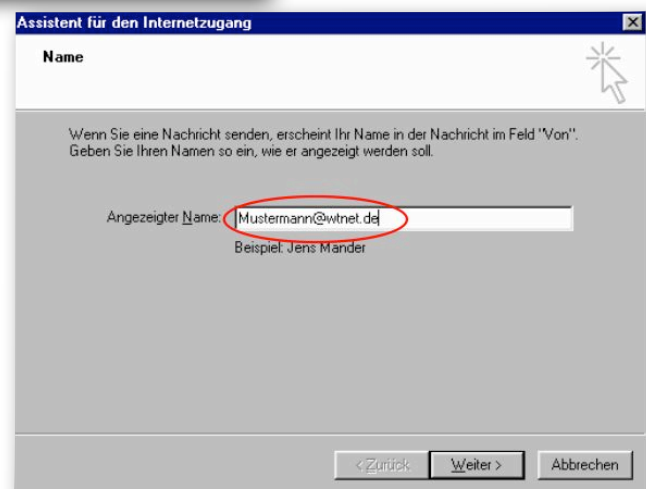 Assistent für den Internetzugang
Name
Wenn Sie eine Nachricht senden, erscheint Ihr Name in der Nachricht im Feld "Von".
Geben Sie Ihren Namen so ein, wie er angezeigt werden soll.
Angezeigter Name: Mustermann@wtnet.de
Beispiel: Jens Mander
< Zurück Weiter > Abbrechen